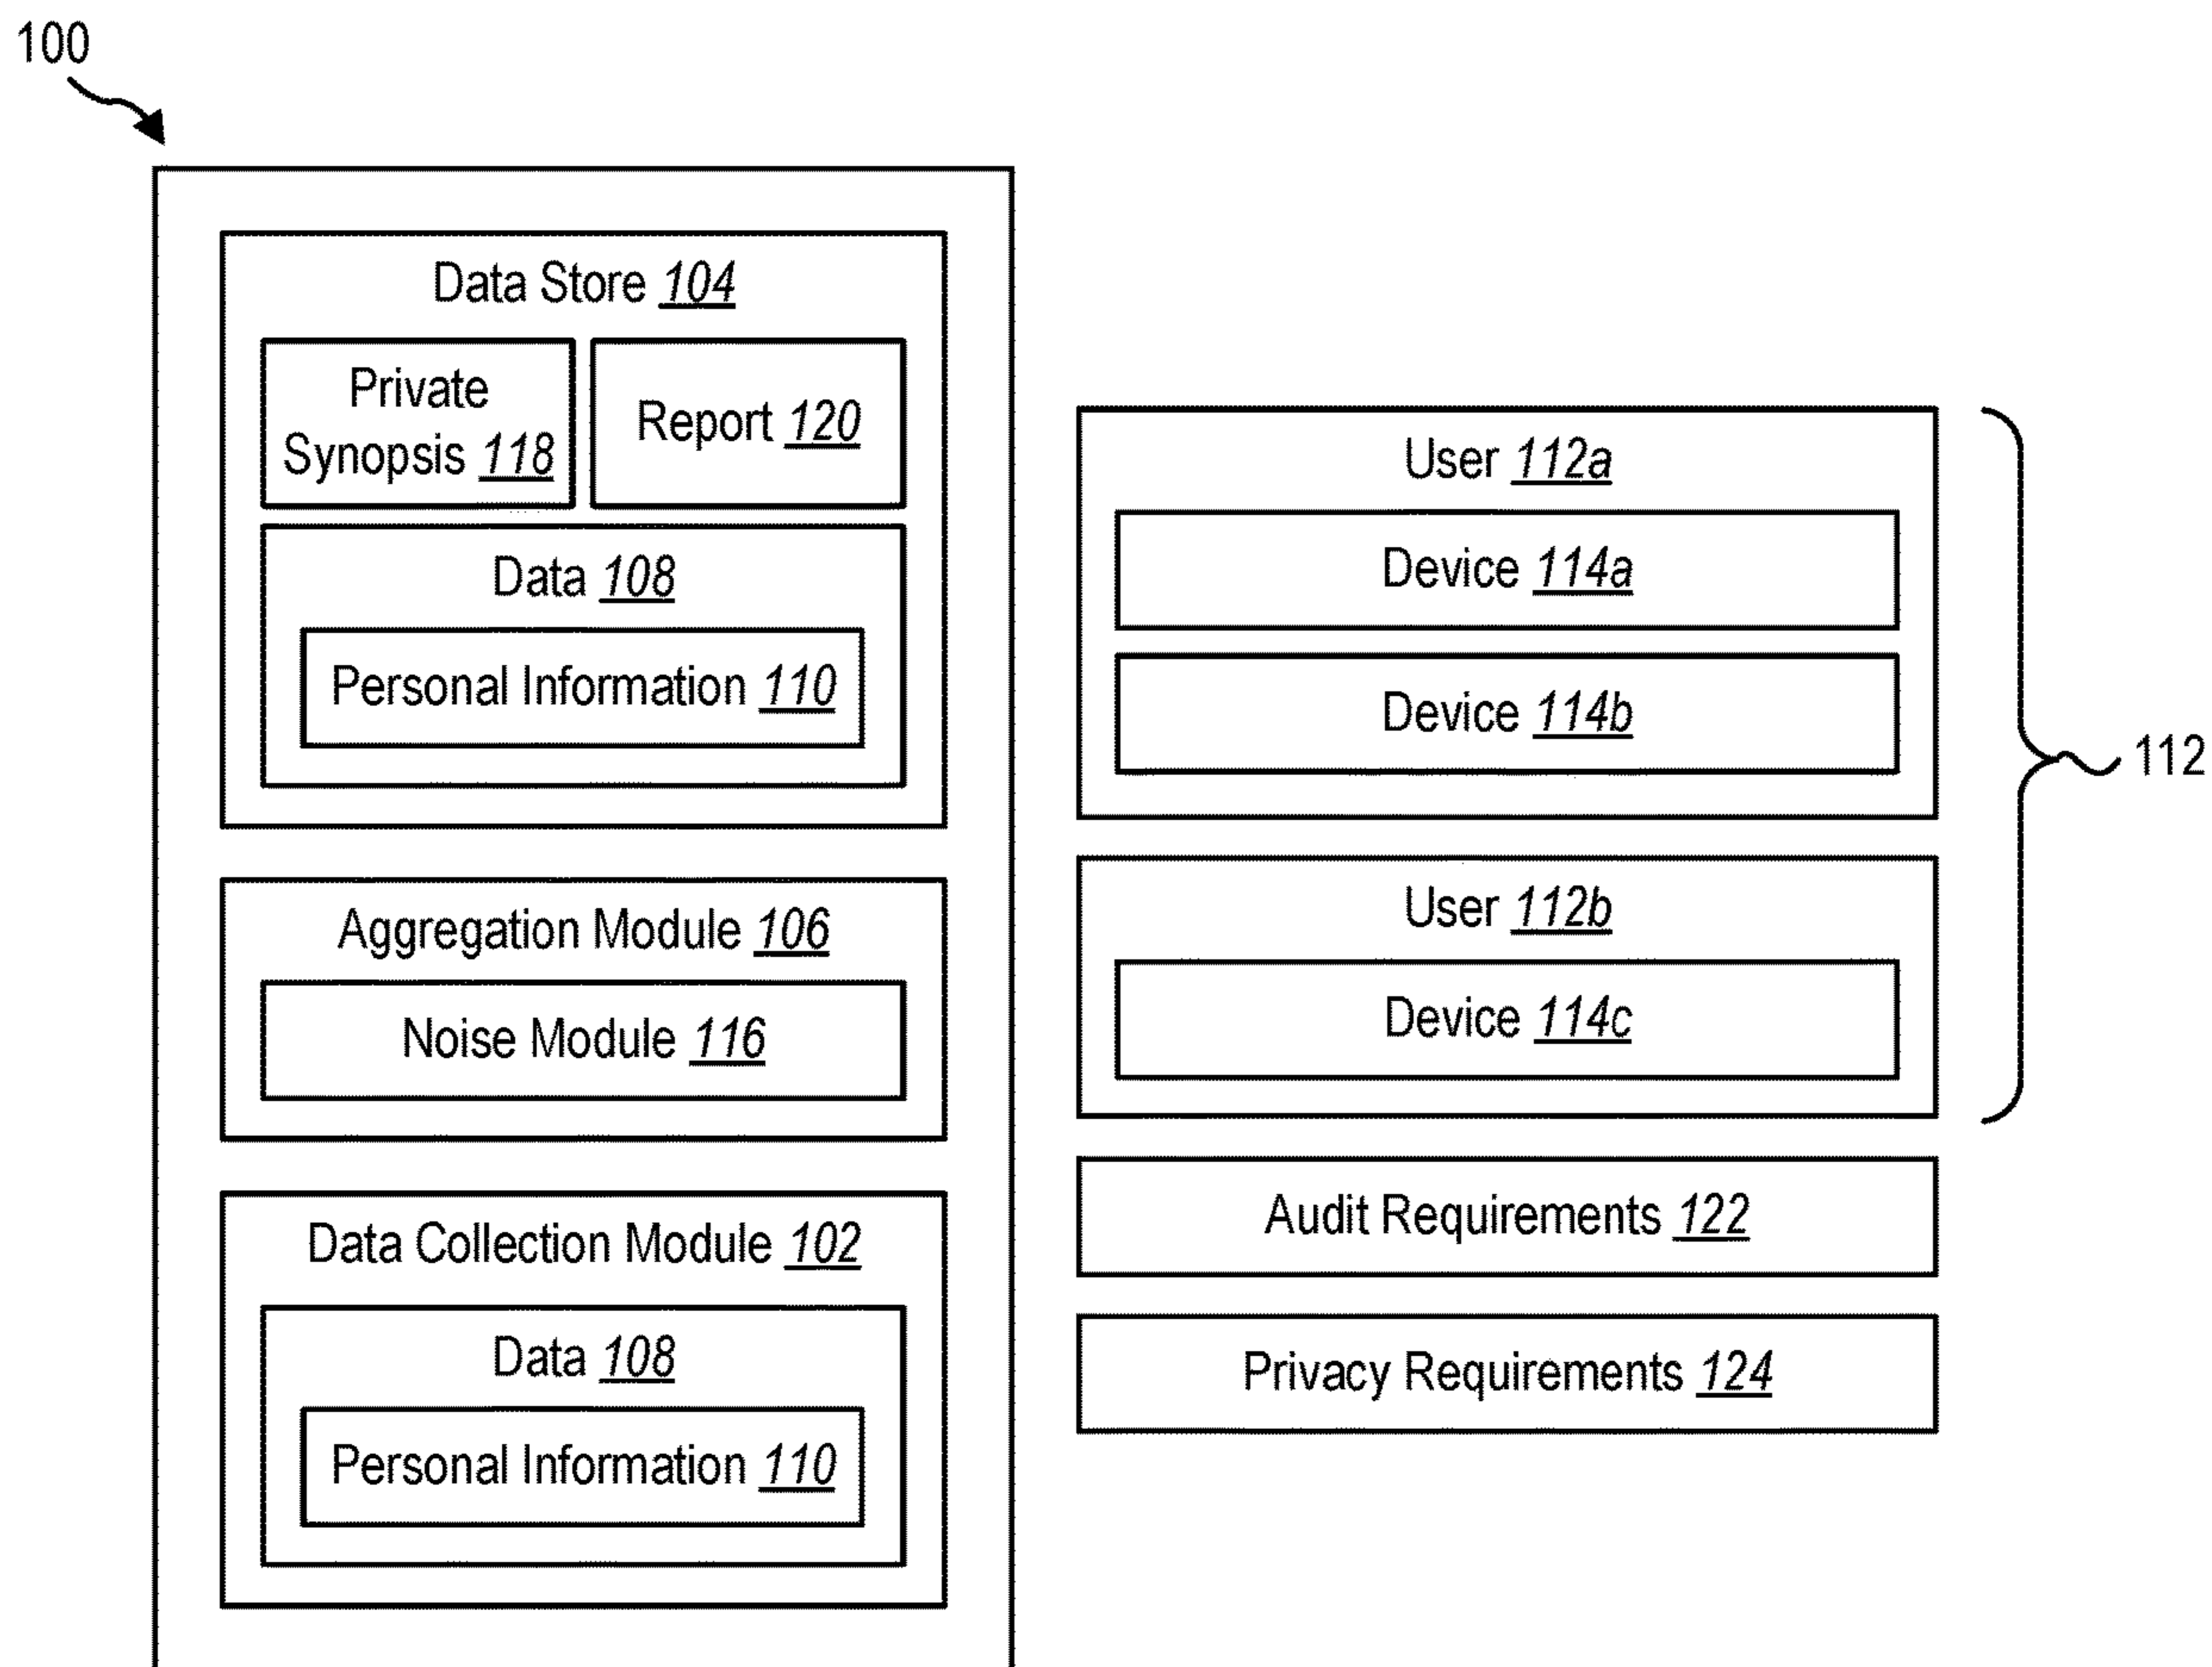 100
Data Store 104
Private
Synopsis 118
Report 120
Data 108
Personal Information 110
Aggregation Module 106
Noise Module 116
Data Collection Module 102
Data 108
Personal Information 110
User 112a
Device 114a
Device 114b
User 112b
Device 114c
112
Audit Requirements 122
Privacy Requirements 124